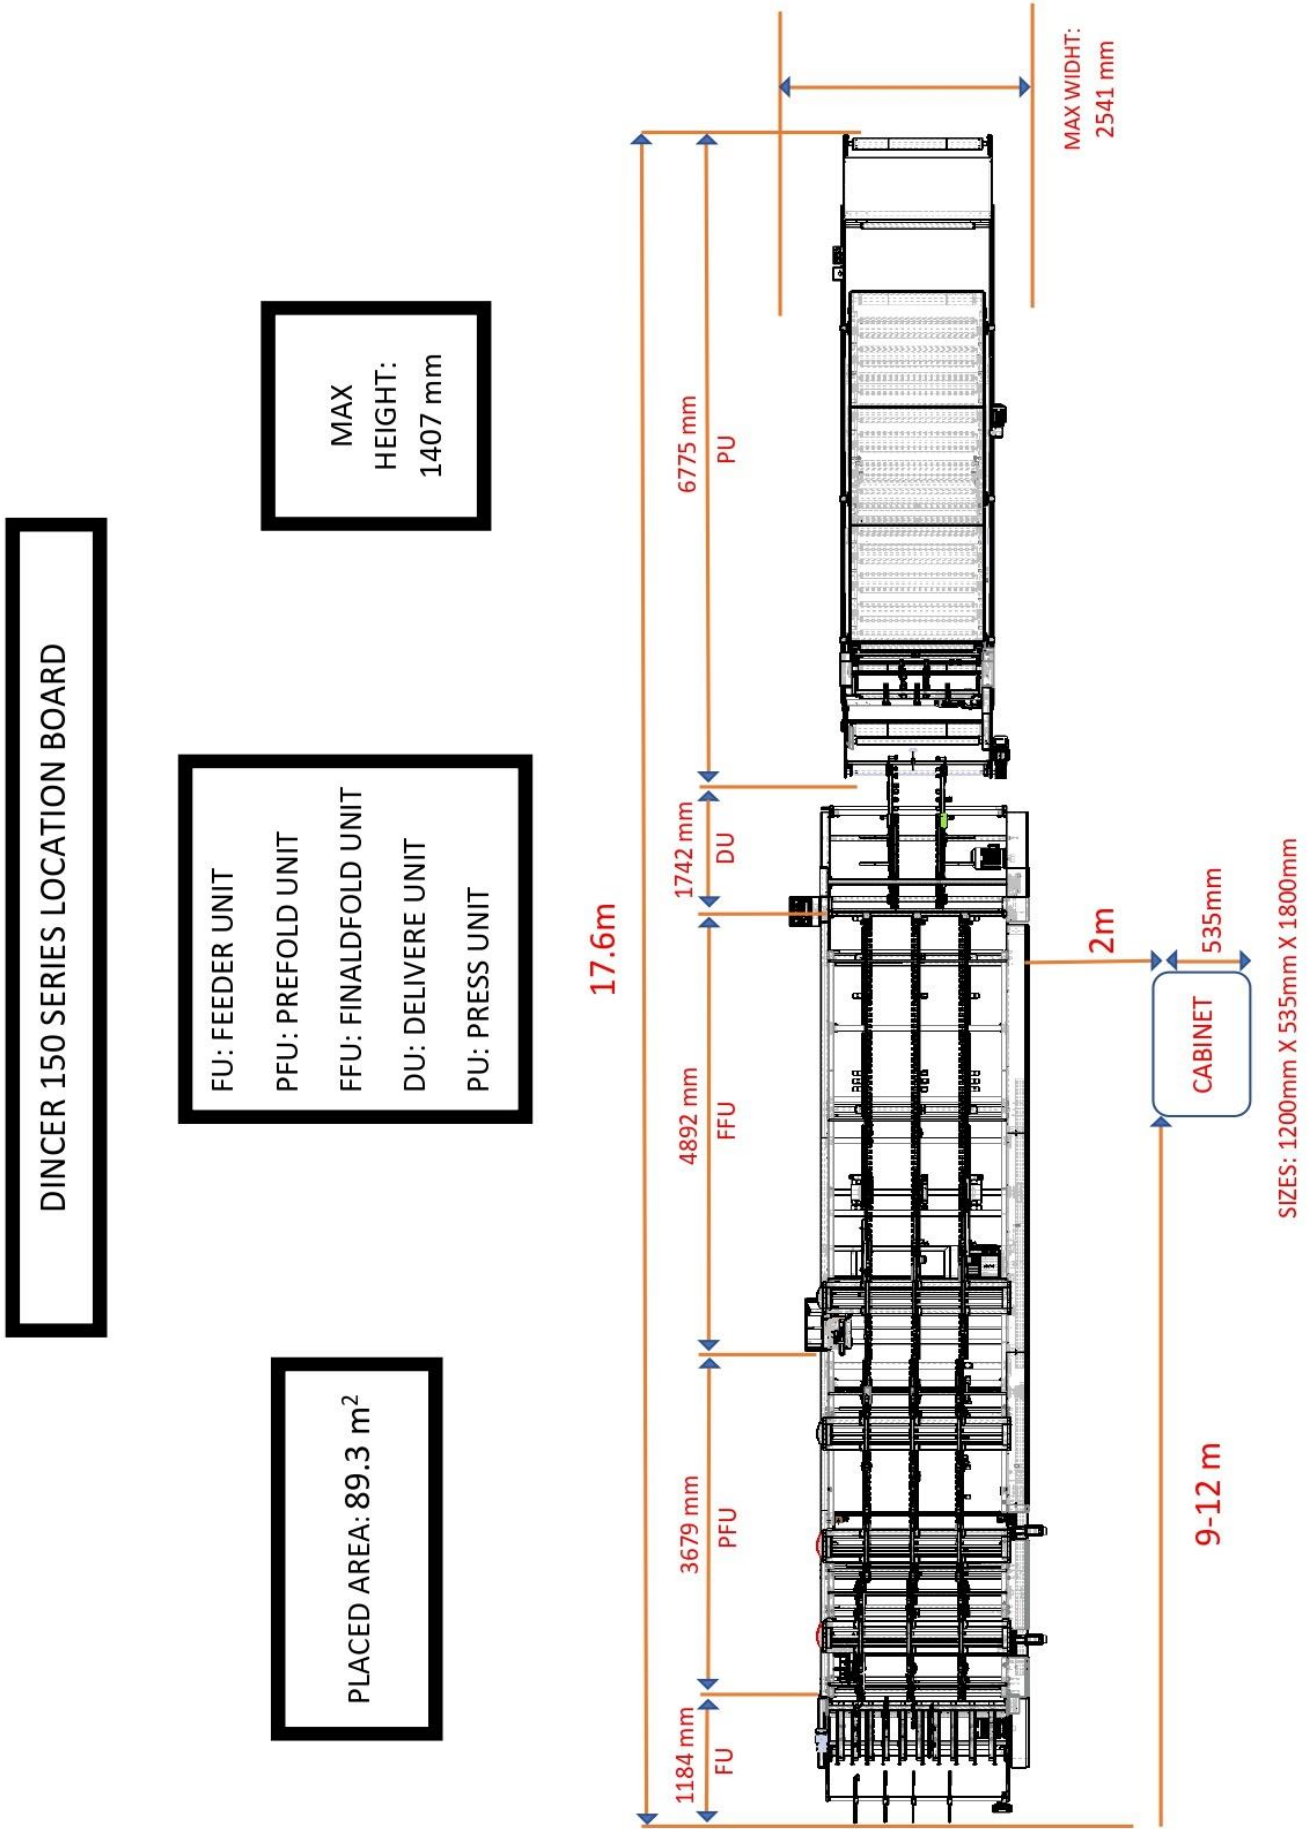 DINCER 150 SERIES LOCATION BOARD
PLACED AREA: 89.3 m²
FU: FEEDER UNIT
PFU: PREFOLD UNIT
FFU: FINALDFOLD UNIT
DU: DELIVERE UNIT
PU: PRESS UNIT
MAX
HEIGHT:
1407 mm
17.6m
1184 mm
FU
3679 mm
PFU
4892 mm
FFU
1742 mm
DU
6775 mm
PU
MAX WIDHT:
2541 mm
2m
9-12 m
CABINET
535mm
SIZES: 1200mm X 535mm X 1800mm